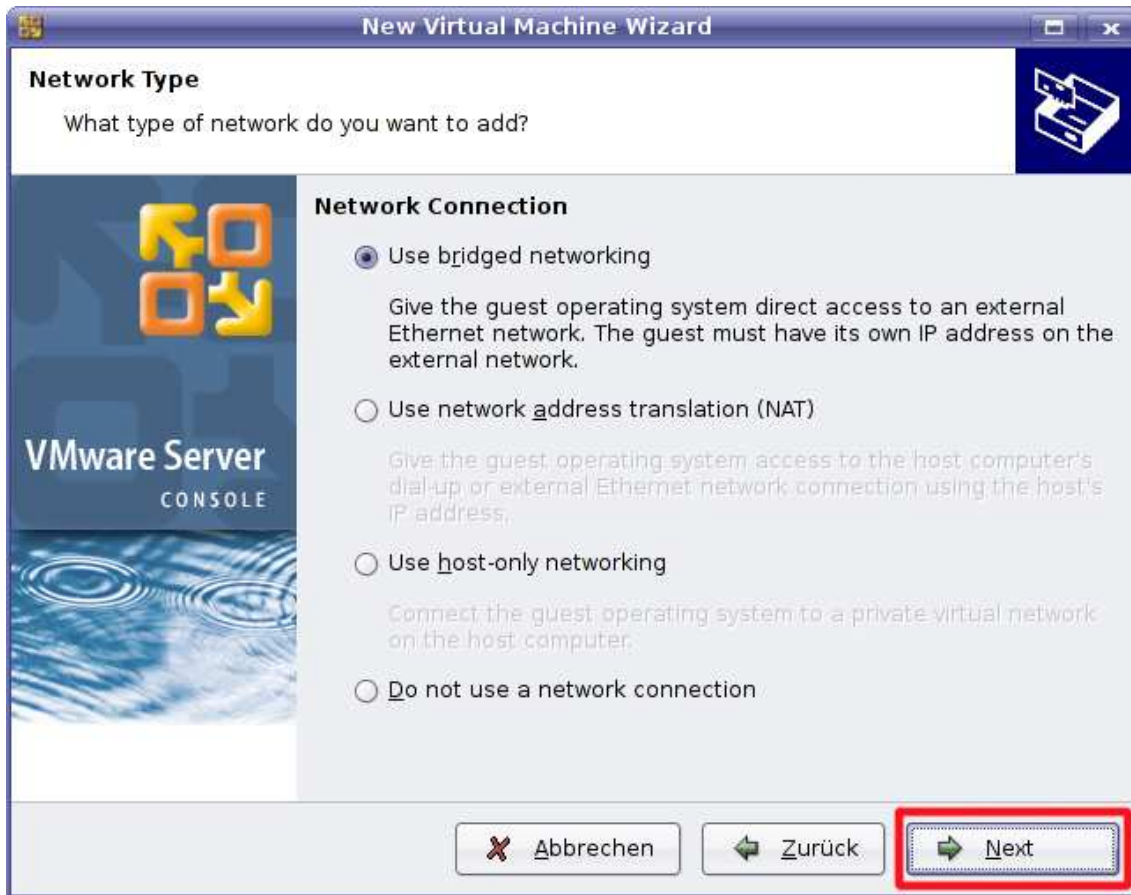 New Virtual Machine Wizard
Network Type
What type of network do you want to add?
VMware Server
CONSOLE
Network Connection
Use bridged networking
Give the guest operating system direct access to an external
Ethernet network. The guest must have its own IP address on the
external network.
Use network address translation (NAT)
Give the guest operating system access to the host computer's
dial-up or external Ethernet network connection using the host's
IP address.
Use host-only networking
Connect the guest operating system to a private virtual network
on the host computer.
Do not use a network connection
Abbrechen
Zurück
Next